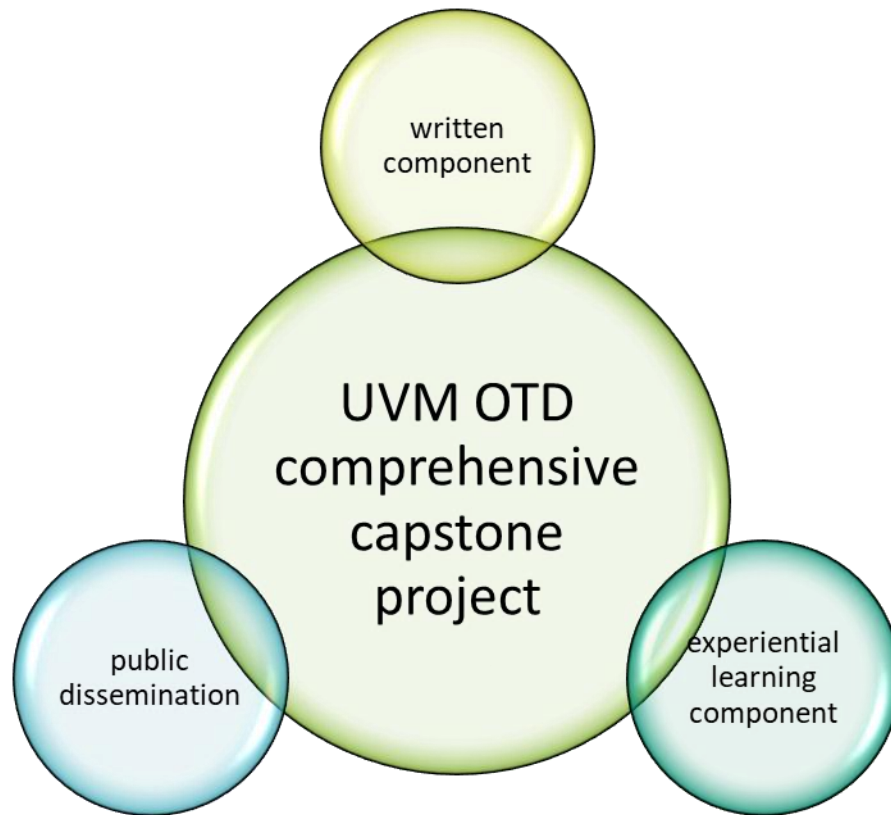 written
component
UVM OTD
comprehensive
capstone
project
public
dissemination
experiential
learning
component